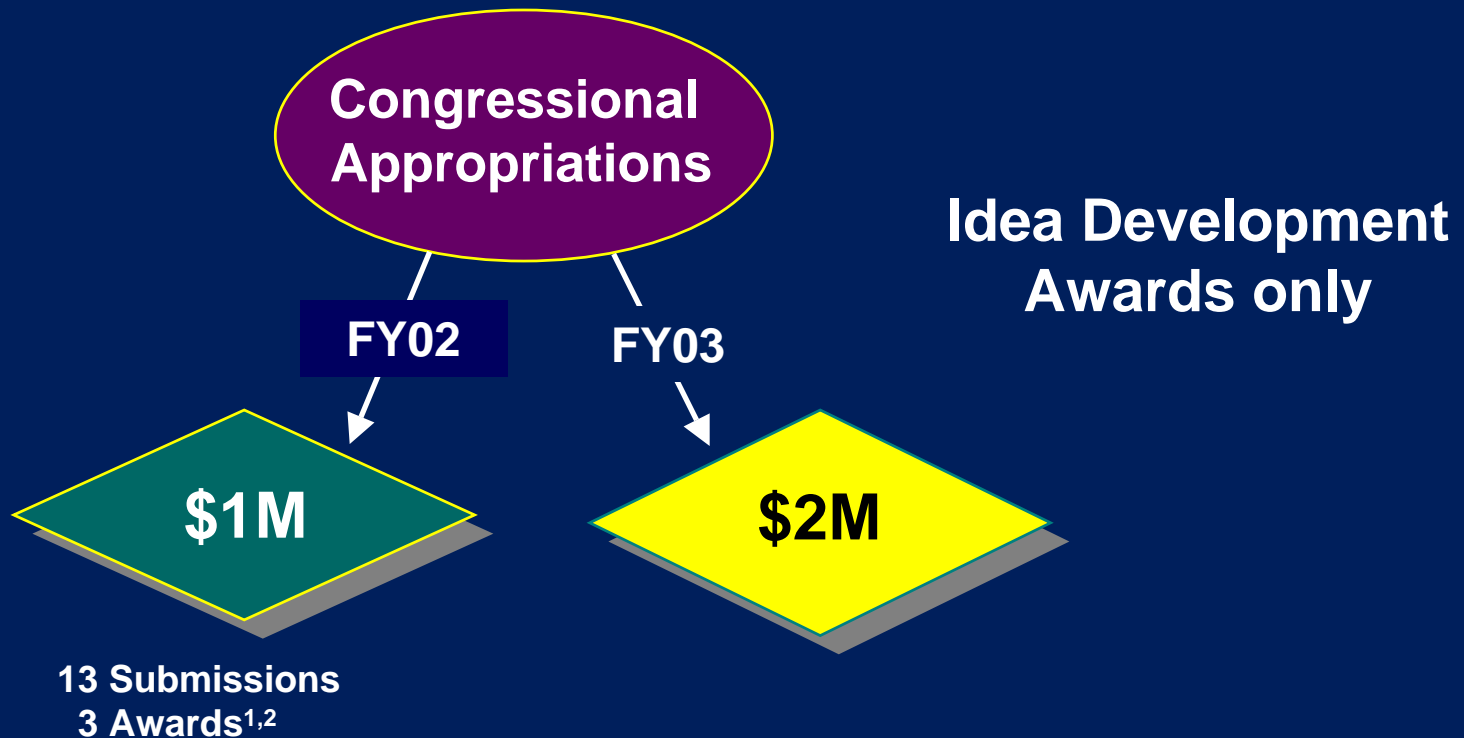 Congressional
Appropriations
Idea Development
Awards only
FY02
FY03
$1M
$2M
13 Submissions
3 Awards1,2